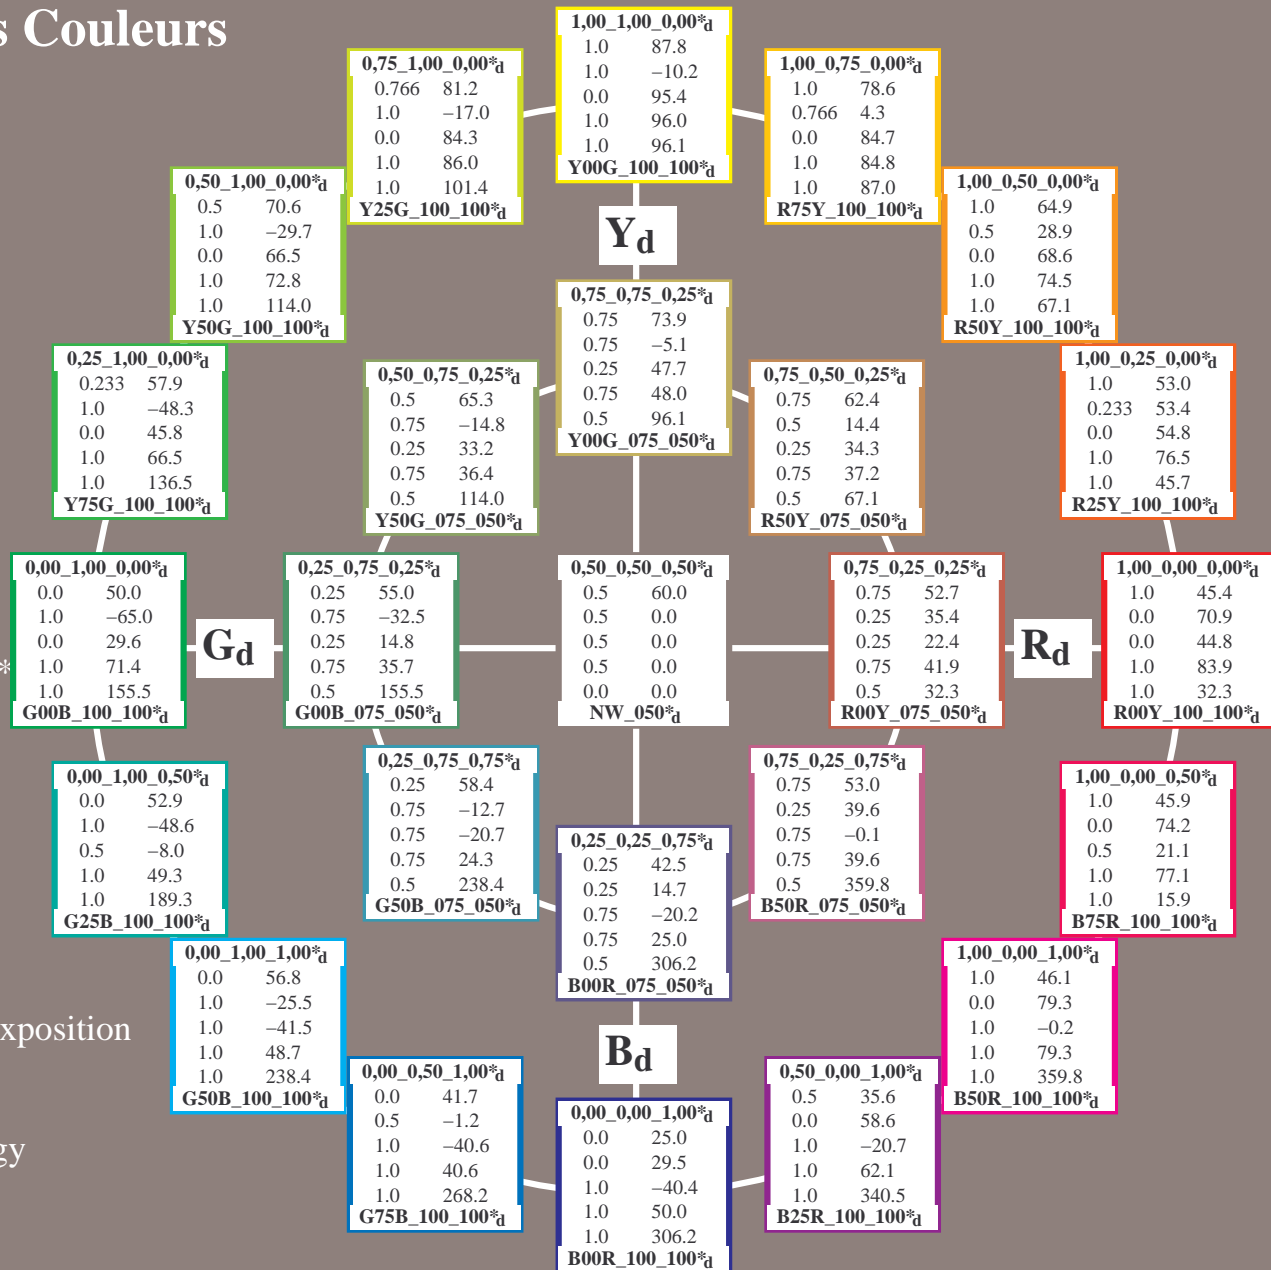 s Couleurs
1,00_1,00_0,00*d
1.0 87.8
1.0 –10.2
0.0 95.4
1.0 96.0
1.0 96.1
Y00G_100_100*d
0,75_1,00_0,00*d
0.766 81.2
1.0 –17.0
0.0 84.3
1.0 86.0
1.0 101.4
Y25G_100_100*d
1,00_0,75_0,00*d
1.0 78.6
0.766 4.3
0.0 84.7
1.0 84.8
1.0 87.0
R75Y_100_100*d
0,50_1,00_0,00*d
0.5 70.6
1.0 –29.7
0.0 66.5
1.0 72.8
1.0 114.0
Y50G_100_100*d
Yd
1,00_0,50_0,00*d
1.0 64.9
0.5 28.9
0.0 68.6
1.0 74.5
1.0 67.1
R50Y_100_100*d
0,75_0,75_0,25*d
0.75 73.9
0.75 –5.1
0.25 47.7
0.75 48.0
0.5 96.1
Y00G_075_050*d
0,25_1,00_0,00*d
0.233 57.9
1.0 –48.3
0.0 45.8
1.0 66.5
1.0 136.5
Y75G_100_100*d
0,50_0,75_0,25*d
0.5 65.3
0.75 –14.8
0.25 33.2
0.75 36.4
0.5 114.0
Y50G_075_050*d
0,75_0,50_0,25*d
0.75 62.4
0.5 14.4
0.25 34.3
0.75 37.2
0.5 67.1
R50Y_075_050*d
1,00_0,25_0,00*d
1.0 53.0
0.233 53.4
0.0 54.8
1.0 76.5
1.0 45.7
R25Y_100_100*d
0,00_1,00_0,00*d
0.0 50.0
1.0 –65.0
0.0 29.6
1.0 71.4
1.0 155.5
G00B_100_100*d
*
Gd
0,25_0,75_0,25*d
0.25 55.0
0.75 –32.5
0.25 14.8
0.75 35.7
0.5 155.5
G00B_075_050*d
0,50_0,50_0,50*d
0.5 60.0
0.5 0.0
0.5 0.0
0.5 0.0
0.0 0.0
NW_050*d
0,75_0,25_0,25*d
0.75 52.7
0.25 35.4
0.25 22.4
0.75 41.9
0.5 32.3
R00Y_075_050*d
Rd
1,00_0,00_0,00*d
1.0 45.4
0.0 70.9
0.0 44.8
1.0 83.9
1.0 32.3
R00Y_100_100*d
0,00_1,00_0,50*d
0.0 52.9
1.0 –48.6
0.5 –8.0
1.0 49.3
1.0 189.3
G25B_100_100*d
0,25_0,75_0,75*d
0.25 58.4
0.75 –12.7
0.75 –20.7
0.75 24.3
0.5 238.4
G50B_075_050*d
0,75_0,25_0,75*d
0.75 53.0
0.25 39.6
0.75 –0.1
0.75 39.6
0.5 359.8
B50R_075_050*d
1,00_0,00_0,50*d
1.0 45.9
0.0 74.2
0.5 21.1
1.0 77.1
1.0 15.9
B75R_100_100*d
0,25_0,25_0,75*d
0.25 42.5
0.25 14.7
0.75 –20.2
0.75 25.0
0.5 306.2
B00R_075_050*d
0,00_1,00_1,00*d
0.0 56.8
1.0 –25.5
1.0 –41.5
1.0 48.7
1.0 238.4
G50B_100_100*d
1,00_0,00_1,00*d
1.0 46.1
0.0 79.3
1.0 –0.2
1.0 79.3
1.0 359.8
B50R_100_100*d
xposition
Bd
0,00_0,50_1,00*d
0.0 41.7
0.5 –1.2
1.0 –40.6
1.0 40.6
1.0 268.2
G75B_100_100*d
0,50_0,00_1,00*d
0.5 35.6
0.0 58.6
1.0 –20.7
1.0 62.1
1.0 340.5
B25R_100_100*d
0,00_0,00_1,00*d
0.0 25.0
0.0 29.5
1.0 –40.4
1.0 50.0
1.0 306.2
B00R_100_100*d
gy